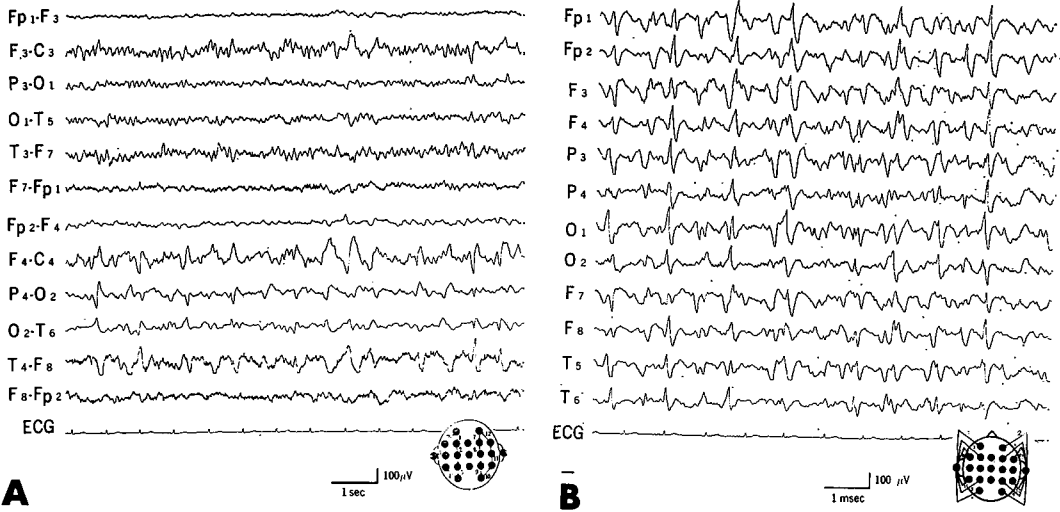 Fp1-F3
F3-C3
P3-O1
O1-T5
T3-F7
F7-Fp1
Fp2-F4
F4-C4
P4-O2
O2-T6
T4-F8
F8-Fp2
ECG
1 sec
100µV
A
Fp1
Fp2
F3
F4
P3
P4
O1
O2
F7
F8
T5
T6
ECG
1 msec
100 µV
B